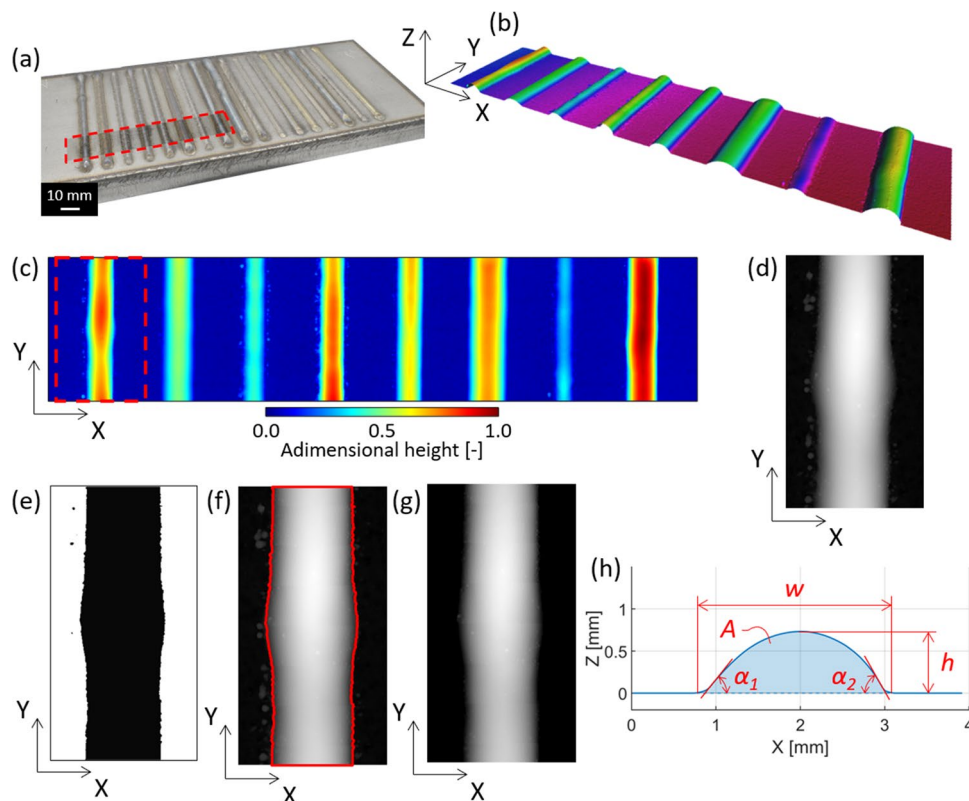 (a)
10 mm
Z
Y
X
(b)
(c)
Y
X
0.0
0.5
1.0
Adimensional height [-]
(d)
Y
X
(e)
Y
X
(f)
Y
X
(g)
Y
X
(h)
w
A
h
α1
α2
1
0.5
0
Z [mm]
0 1 2 3 4
X [mm]